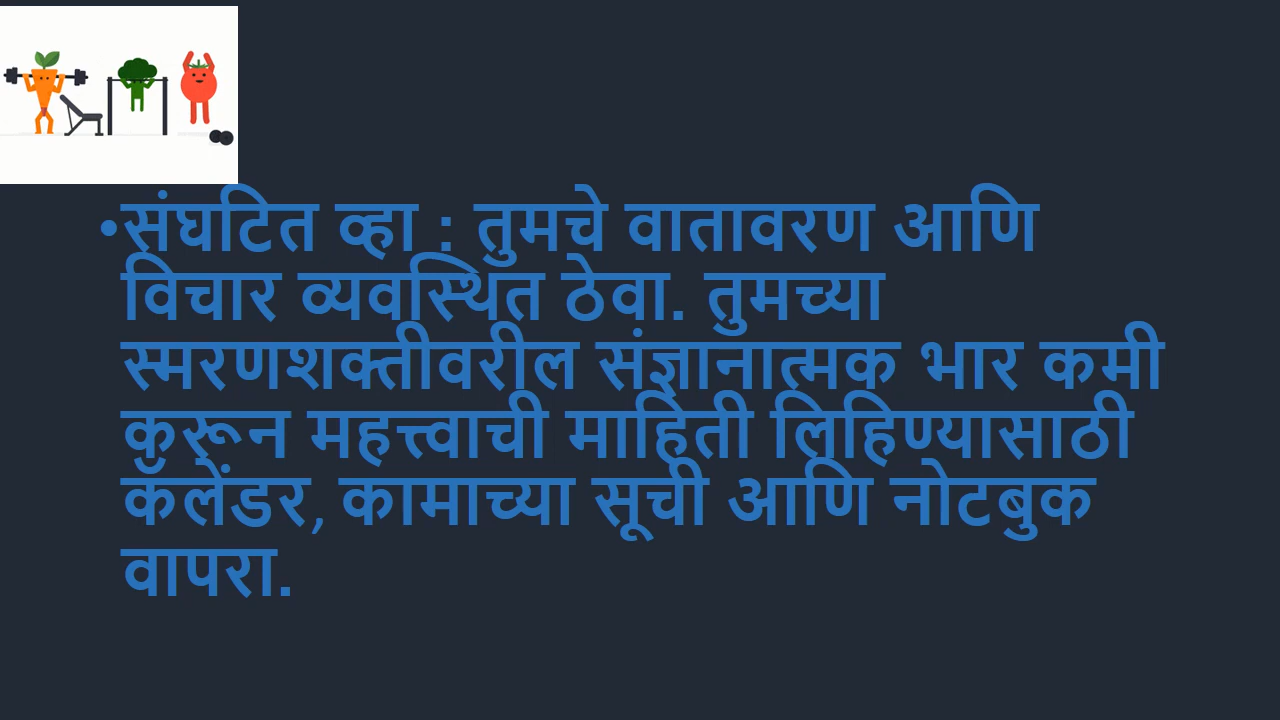 •संघटित व्हा : तुमचे वातावरण आणि
विचार व्यवस्थित ठेवा. तुमच्या
स्मरणशक्तीवरील संज्ञानात्मक भार कमी
करून महत्त्वाची माहिती लिहिण्यासाठी
कॅलेंडर, कामाच्या सूची आणि नोटबुक
वापरा.